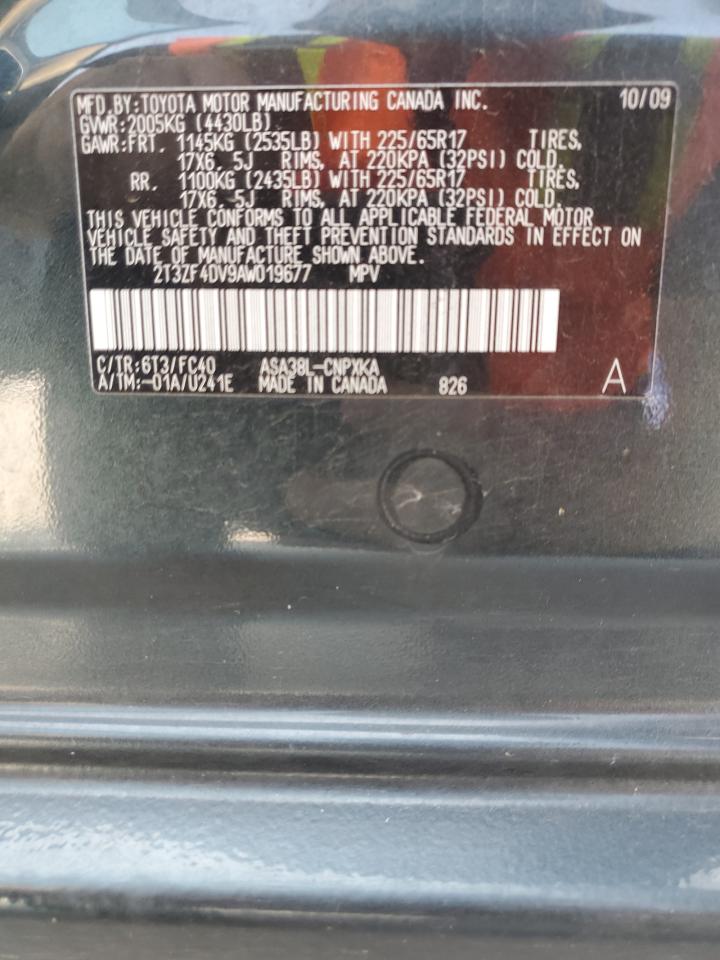 MFD.BY:TOYOTA MOTOR MANUFACTURING CANADA INC. 10/09
GVWR:2005KG (4430LB)
GAWR:FRT. 1145KG (2535LB) WITH 225/65R17 TIRES,
17X6.5J RIMS, AT 220KPA (32PSI) COLD.
RR. 1100KG (2435LB) WITH 225/65R17 TIRES,
17X6.5J RIMS, AT 220KPA (32PSI) COLD.
THIS VEHICLE CONFORMS TO ALL APPLICABLE FEDERAL MOTOR
VEHICLE SAFETY AND THEFT PREVENTION STANDARDS IN EFFECT ON
THE DATE OF MANUFACTURE SHOWN ABOVE.
2T3ZF4DV9AW019677 MPV
C/TR:6T3/FC40 ASA38L-CNPXKA
A/TM:-01A/U241E MADE IN CANADA 826 A